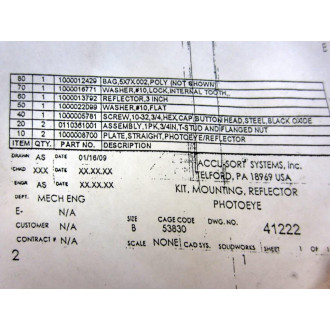 80 1 1000012429 BAG,5X7X.002,POLY (NOT SHOWN)
70 1 1000016771 WASHER,#10,LOCK,INTERNAL TOOTH,
60 1 1000013792 REFLECTOR,3 INCH
50 1 1000022099 WASHER,#10,FLAT
40 1 1000005761 SCREW,10-32,3/4,HEX,CAP,BUTTON HEAD,STEEL,BLACK OXIDE
20 2 0110361001 ASSEMBLY,1PK,3/4IN,T-STUD AND FLANGED NUT
10 2 1000008700 PLATE,STRAIGHT,PHOTOEYE/REFLECTOR
ITEM QTY. PART NO. DESCRIPTION
DRAWN AS DATE 01/16/09
CHKD XXX DATE XX.XX.XX
ENGR AS DATE XX.XX.XX
DEPT. MECH ENG
E- N/A
CUSTOMER N/A
CONTRACT # N/A
2
ACCU-SORT SYSTEMS, inc.
TELFORD, PA 18969 USA
KIT, MOUNTING, REFLECTOR
PHOTOEYE
SIZE B CAGE CODE 53830 DWG. NO. 41222
SCALE NONE CAD SYS. SOLIDWORKS SHEET 1 OF 1
1